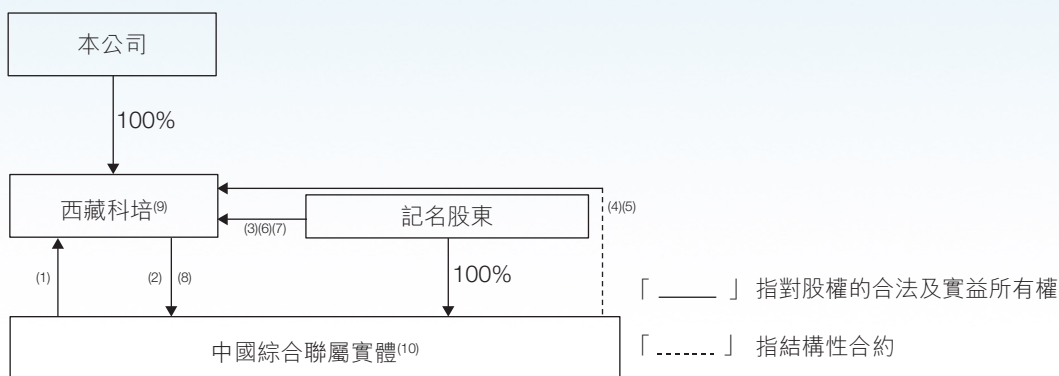 本公司
100%
西藏科培(9)
記名股東
(4)(5)
(3)(6)(7)
(1)
(2)
(8)
100%
「 」 指對股權的合法及實益所有權
中國綜合聯屬實體(10)
「 」 指結構性合約